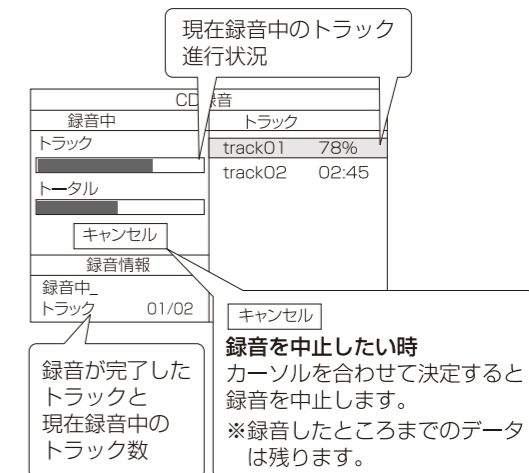 現在録音中のトラック
進行状況
CD録音
録音中
トラック
トラック
track01 78%
track02 02:45
トータル
キャンセル
録音情報
録音中_
トラック 01/02
録音が完了した
トラックと
現在録音中の
トラック数
キャンセル
録音を中止したい時
カーソルを合わせて決定すると
録音を中止します。
※録音したところまでのデータ
は残ります。